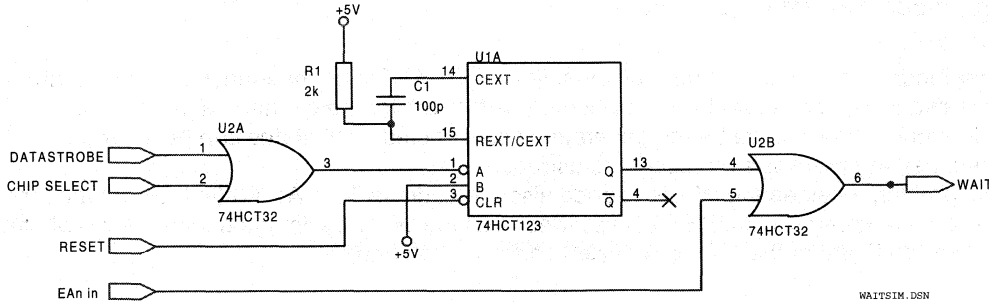 +5V
U1A
R1
2k
C1
100p
14 CEXT
15 REXT/CEXT
U2A
U2B
DATASTROBE 1
3
1 A
Q 13
4
CHIP SELECT 2
2 B
5
6
WAIT
3 CLR
Q 4
74HCT32
74HCT123
74HCT32
RESET
+5V
EAn in
WAITSIM.DSN